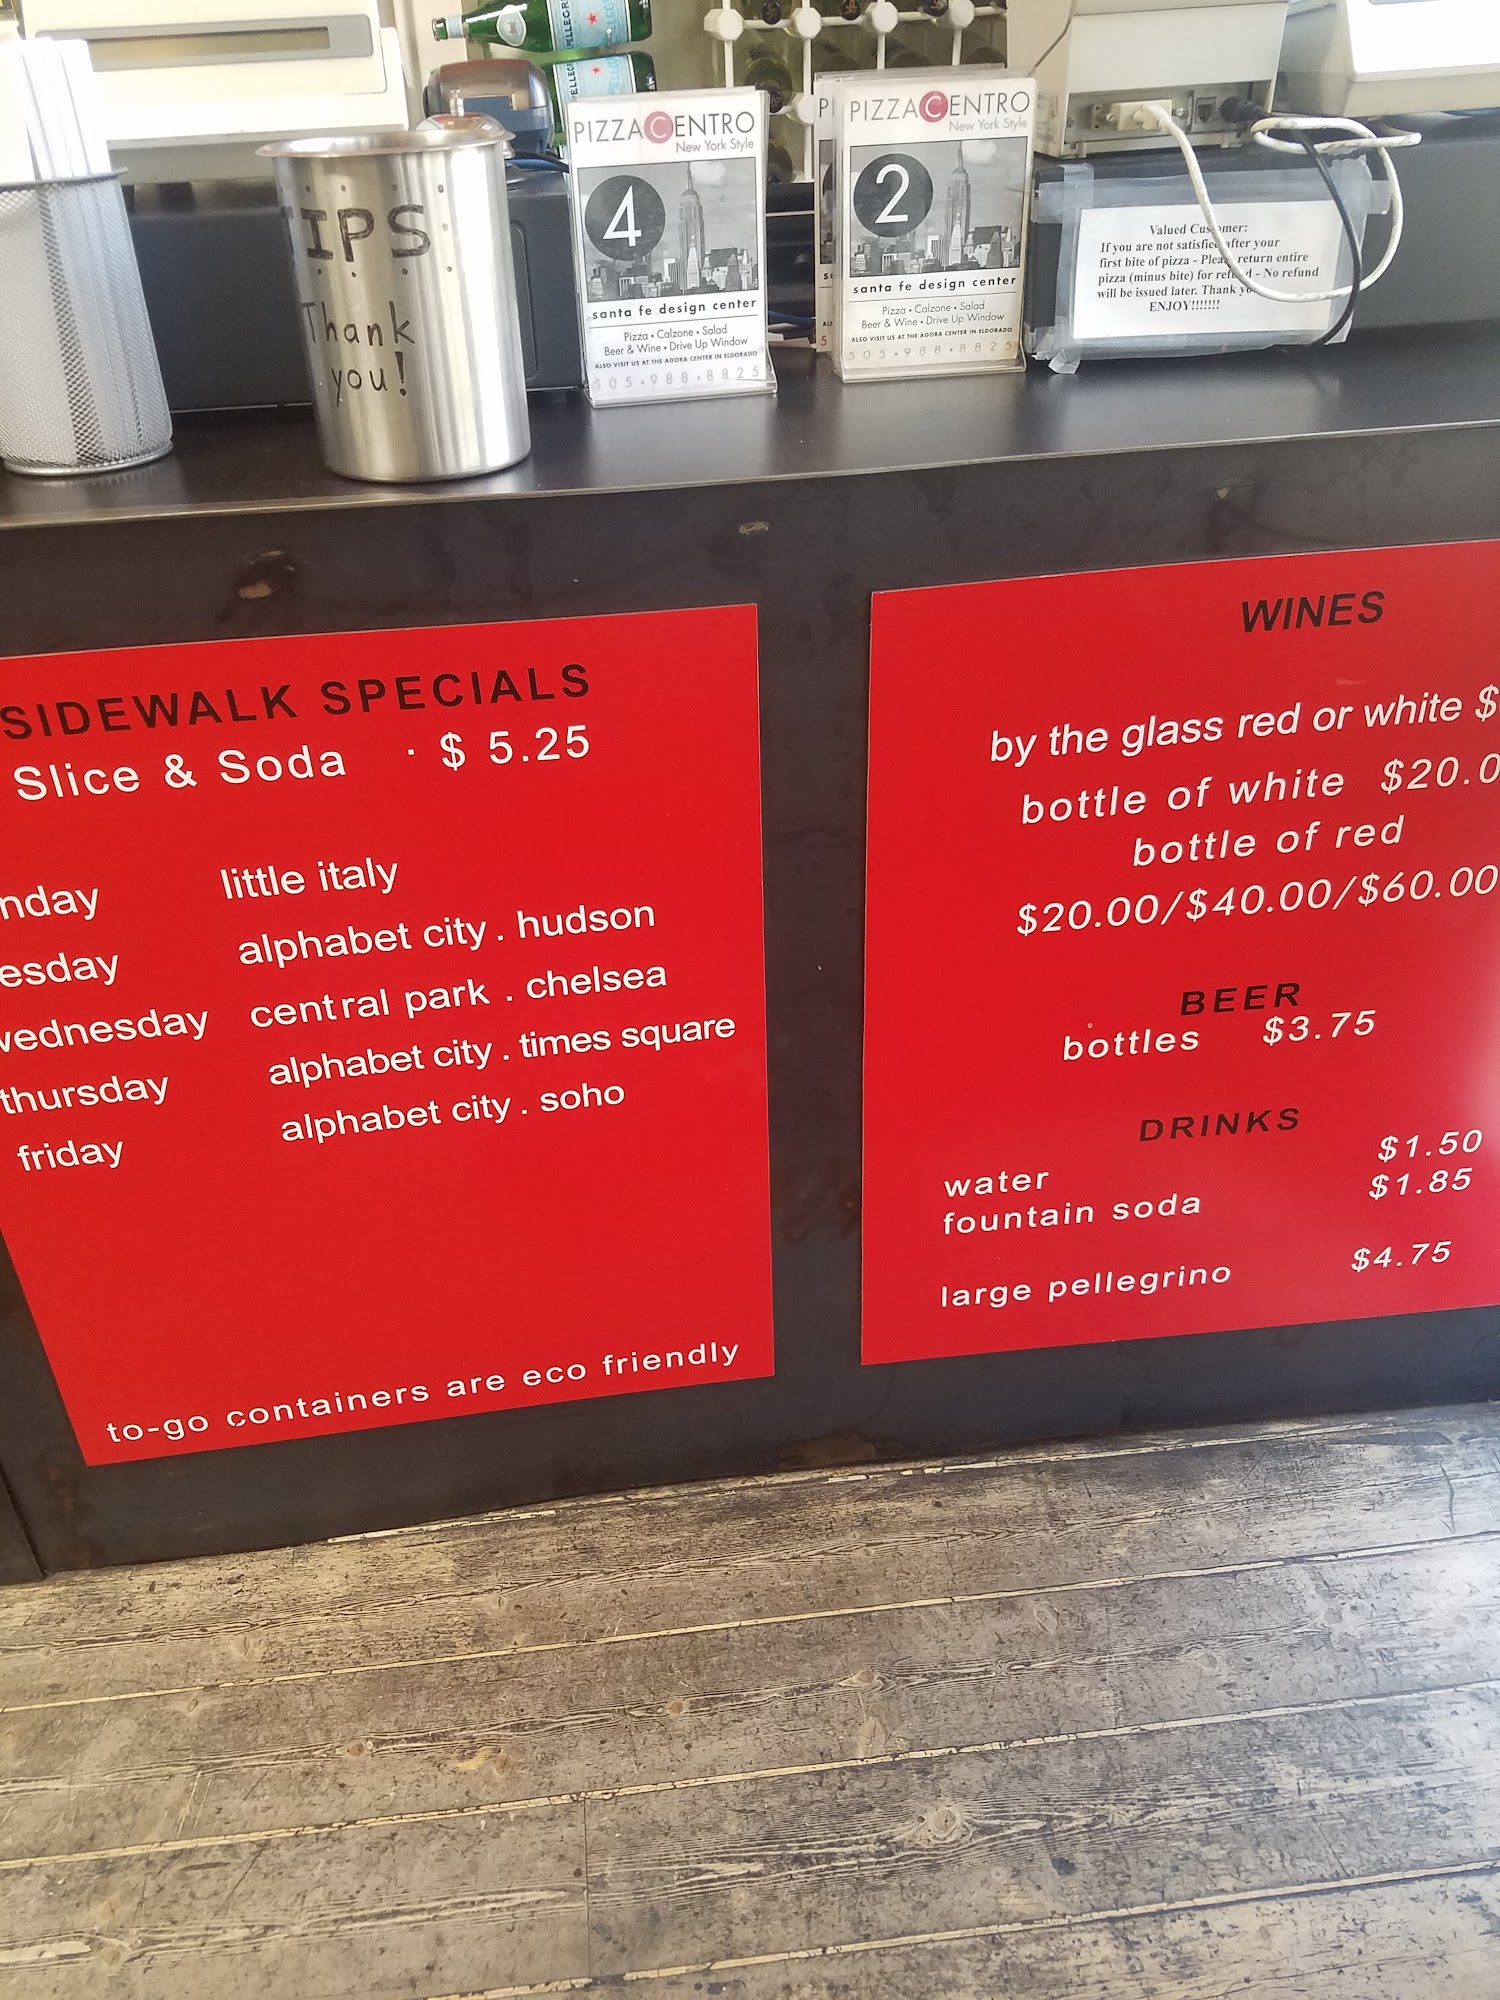 PELLEGRI
PELLEG
TIPS
Thank
you!
PIZZA CENTRO
New York Style
4
santa fe design center
Pizza • Calzone • Salad
Beer & Wine • Drive Up Window
ALSO VISIT US AT THE AGORA CENTER IN ELDORADO
505•988•8825
PIZZA CENTRO
New York Style
2
santa fe design center
Pizza • Calzone • Salad
Beer & Wine • Drive Up Window
ALSO VISIT US AT THE AGORA CENTER IN ELDORADO
505•988•8825
Valued Customer:
If you are not satisfied after your
first bite of pizza - Please return entire
pizza (minus bite) for refund - No refund
will be issued later. Thank yo
ENJOY!!!!!!!
SIDEWALK SPECIALS
Slice & Soda · $ 5.25
nday little italy
esday alphabet city . hudson
wednesday central park . chelsea
thursday alphabet city . times square
friday alphabet city . soho
to-go containers are eco friendly
WINES
by the glass red or white $
bottle of white $20.0
bottle of red
$20.00/$40.00/$60.00
BEER
bottles $3.75
DRINKS
water $1.50
fountain soda $1.85
large pellegrino $4.75